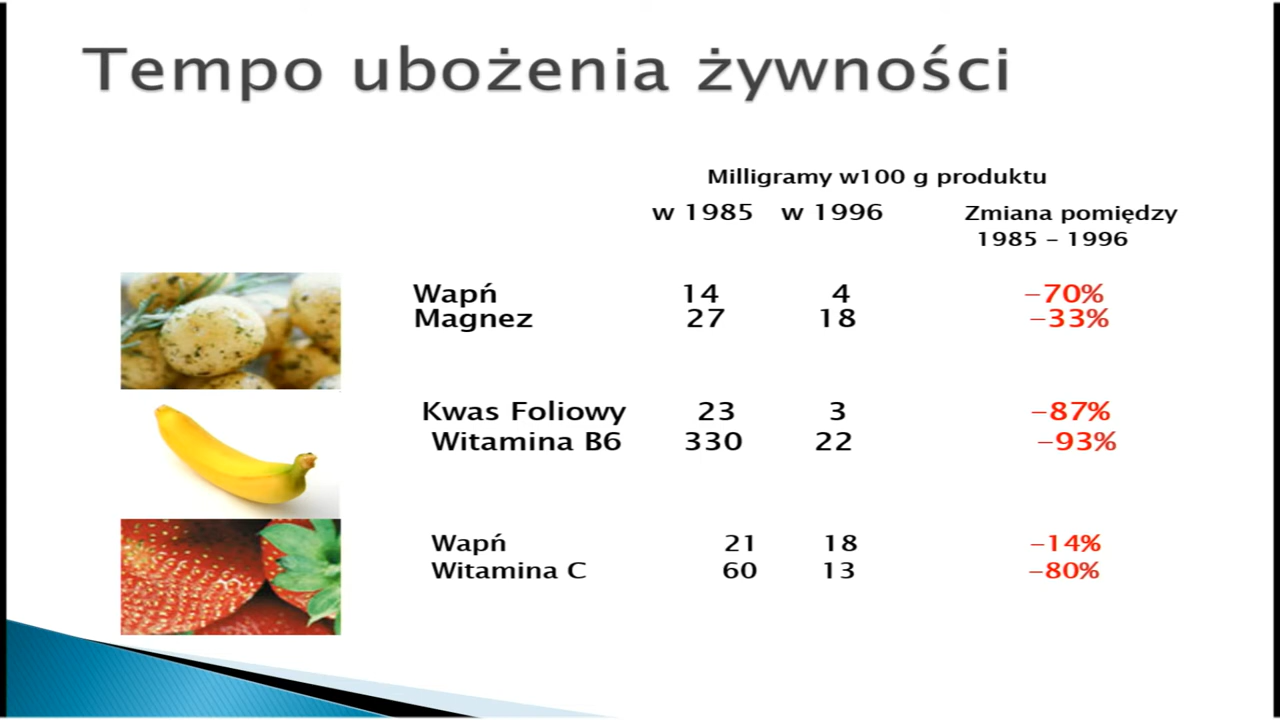 Tempo ubożenia żywności
Milligramy w100 g produktu
w 1985 w 1996 Zmiana pomiędzy
1985 – 1996
Wapń 14 4 –70%
Magnez 27 18 –33%
Kwas Foliowy 23 3 –87%
Witamina B6 330 22 –93%
Wapń 21 18 –14%
Witamina C 60 13 –80%